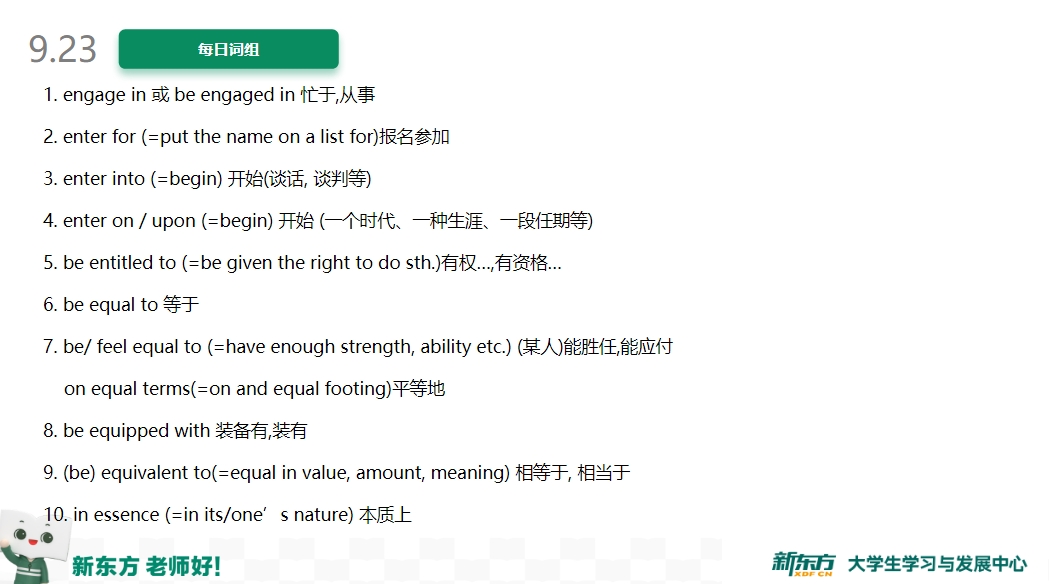 9.23
每日词组
1. engage in 或 be engaged in 忙于,从事
2. enter for (=put the name on a list for)报名参加
3. enter into (=begin) 开始(谈话, 谈判等)
4. enter on / upon (=begin) 开始 (一个时代、一种生涯、一段任期等)
5. be entitled to (=be given the right to do sth.)有权…,有资格…
6. be equal to 等于
7. be/ feel equal to (=have enough strength, ability etc.) (某人)能胜任,能应付
on equal terms(=on and equal footing)平等地
8. be equipped with 装备有,装有
9. (be) equivalent to(=equal in value, amount, meaning) 相等于, 相当于
10. in essence (=in its/one’s nature) 本质上
新东方 老师好!
新东方 XDF.CN 大学生学习与发展中心